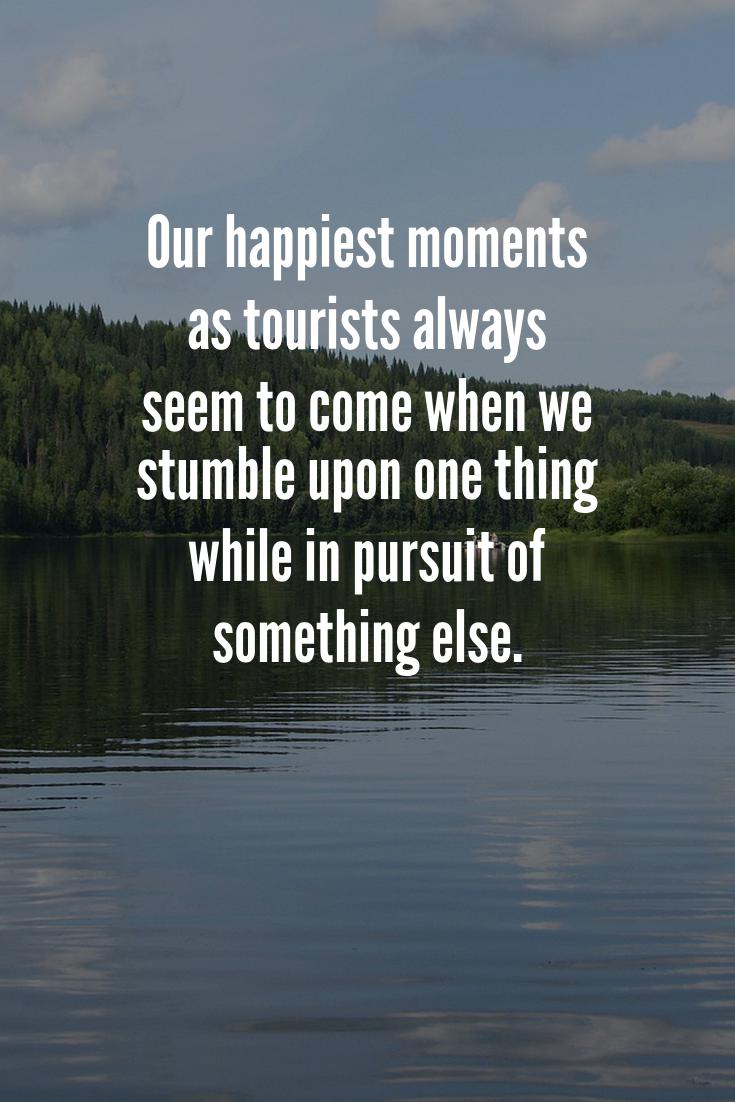 Our happiest moments
as tourists always
seem to come when we
stumble upon one thing
while in pursuit of
something else.